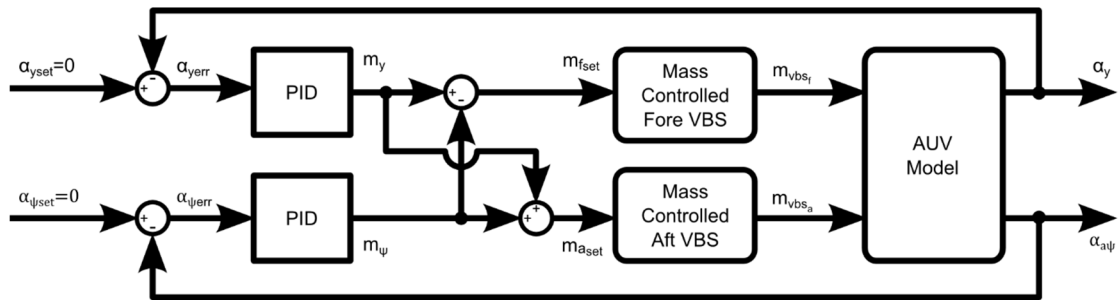 α_yset=0
-
+
α_yerr
PID
m_y
+
-
m_fset
Mass
Controlled
Fore VBS
m_vbs_f
AUV
Model
α_y
α_ψset=0
+
-
α_ψerr
PID
m_ψ
+
+
m_aset
Mass
Controlled
Aft VBS
m_vbs_a
α_aψ